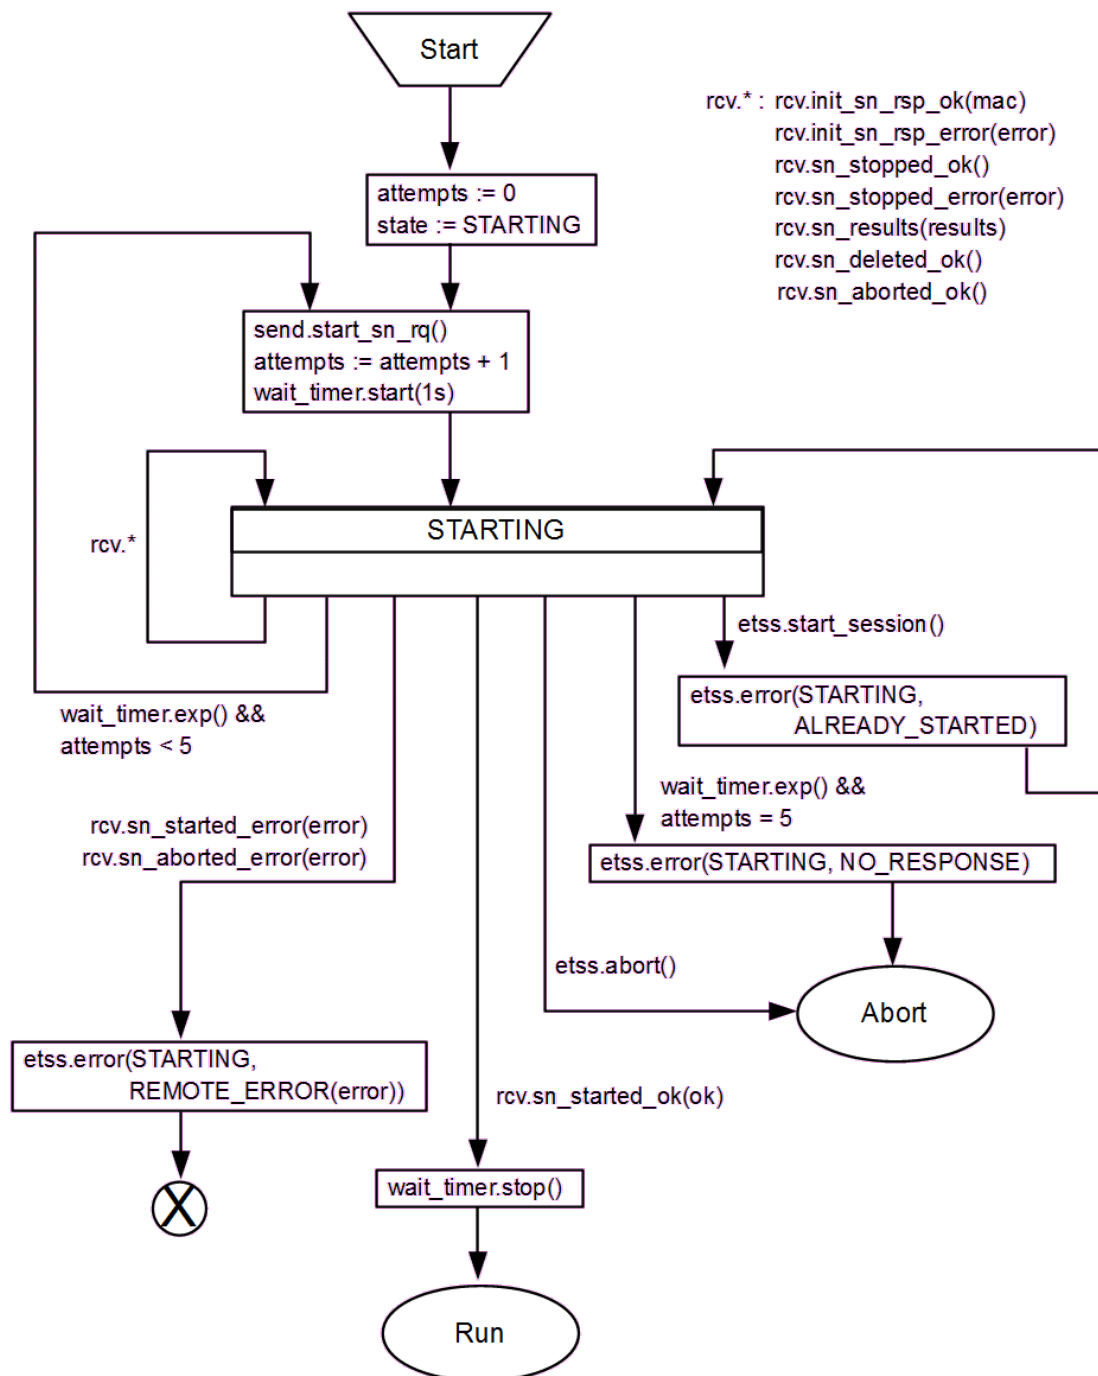 Start
rcv.* : rcv.init_sn_rsp_ok(mac)
rcv.init_sn_rsp_error(error)
rcv.sn_stopped_ok()
rcv.sn_stopped_error(error)
rcv.sn_results(results)
rcv.sn_deleted_ok()
rcv.sn_aborted_ok()
attempts := 0
state := STARTING
send.start_sn_rq()
attempts := attempts + 1
wait_timer.start(1s)
STARTING
rcv.*
etss.start_session()
etss.error(STARTING,
ALREADY_STARTED)
wait_timer.exp() &&
attempts < 5
wait_timer.exp() &&
attempts = 5
rcv.sn_started_error(error)
rcv.sn_aborted_error(error)
etss.error(STARTING, NO_RESPONSE)
etss.abort()
Abort
etss.error(STARTING,
REMOTE_ERROR(error))
rcv.sn_started_ok(ok)
wait_timer.stop()
X
Run